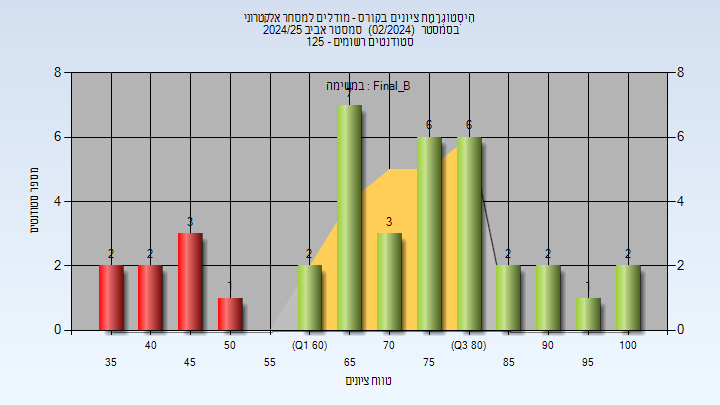 היסטוגרמת ציונים בקורס - מודלים למסחר אלקטרוני
בסמסטר (02/2024) סמסטר אביב 2024/25
סטודנטים רשומים - 125
במשימה : Final_B
מספר סטודנטים
8 8
6 6
4 4
2 2
0 0
2 2 3 1 2 7 3 6 6 2 2 1 2
40 50 (Q1 60) 70 (Q3 80) 90 100
35 45 55 65 75 85 95
טווח ציונים